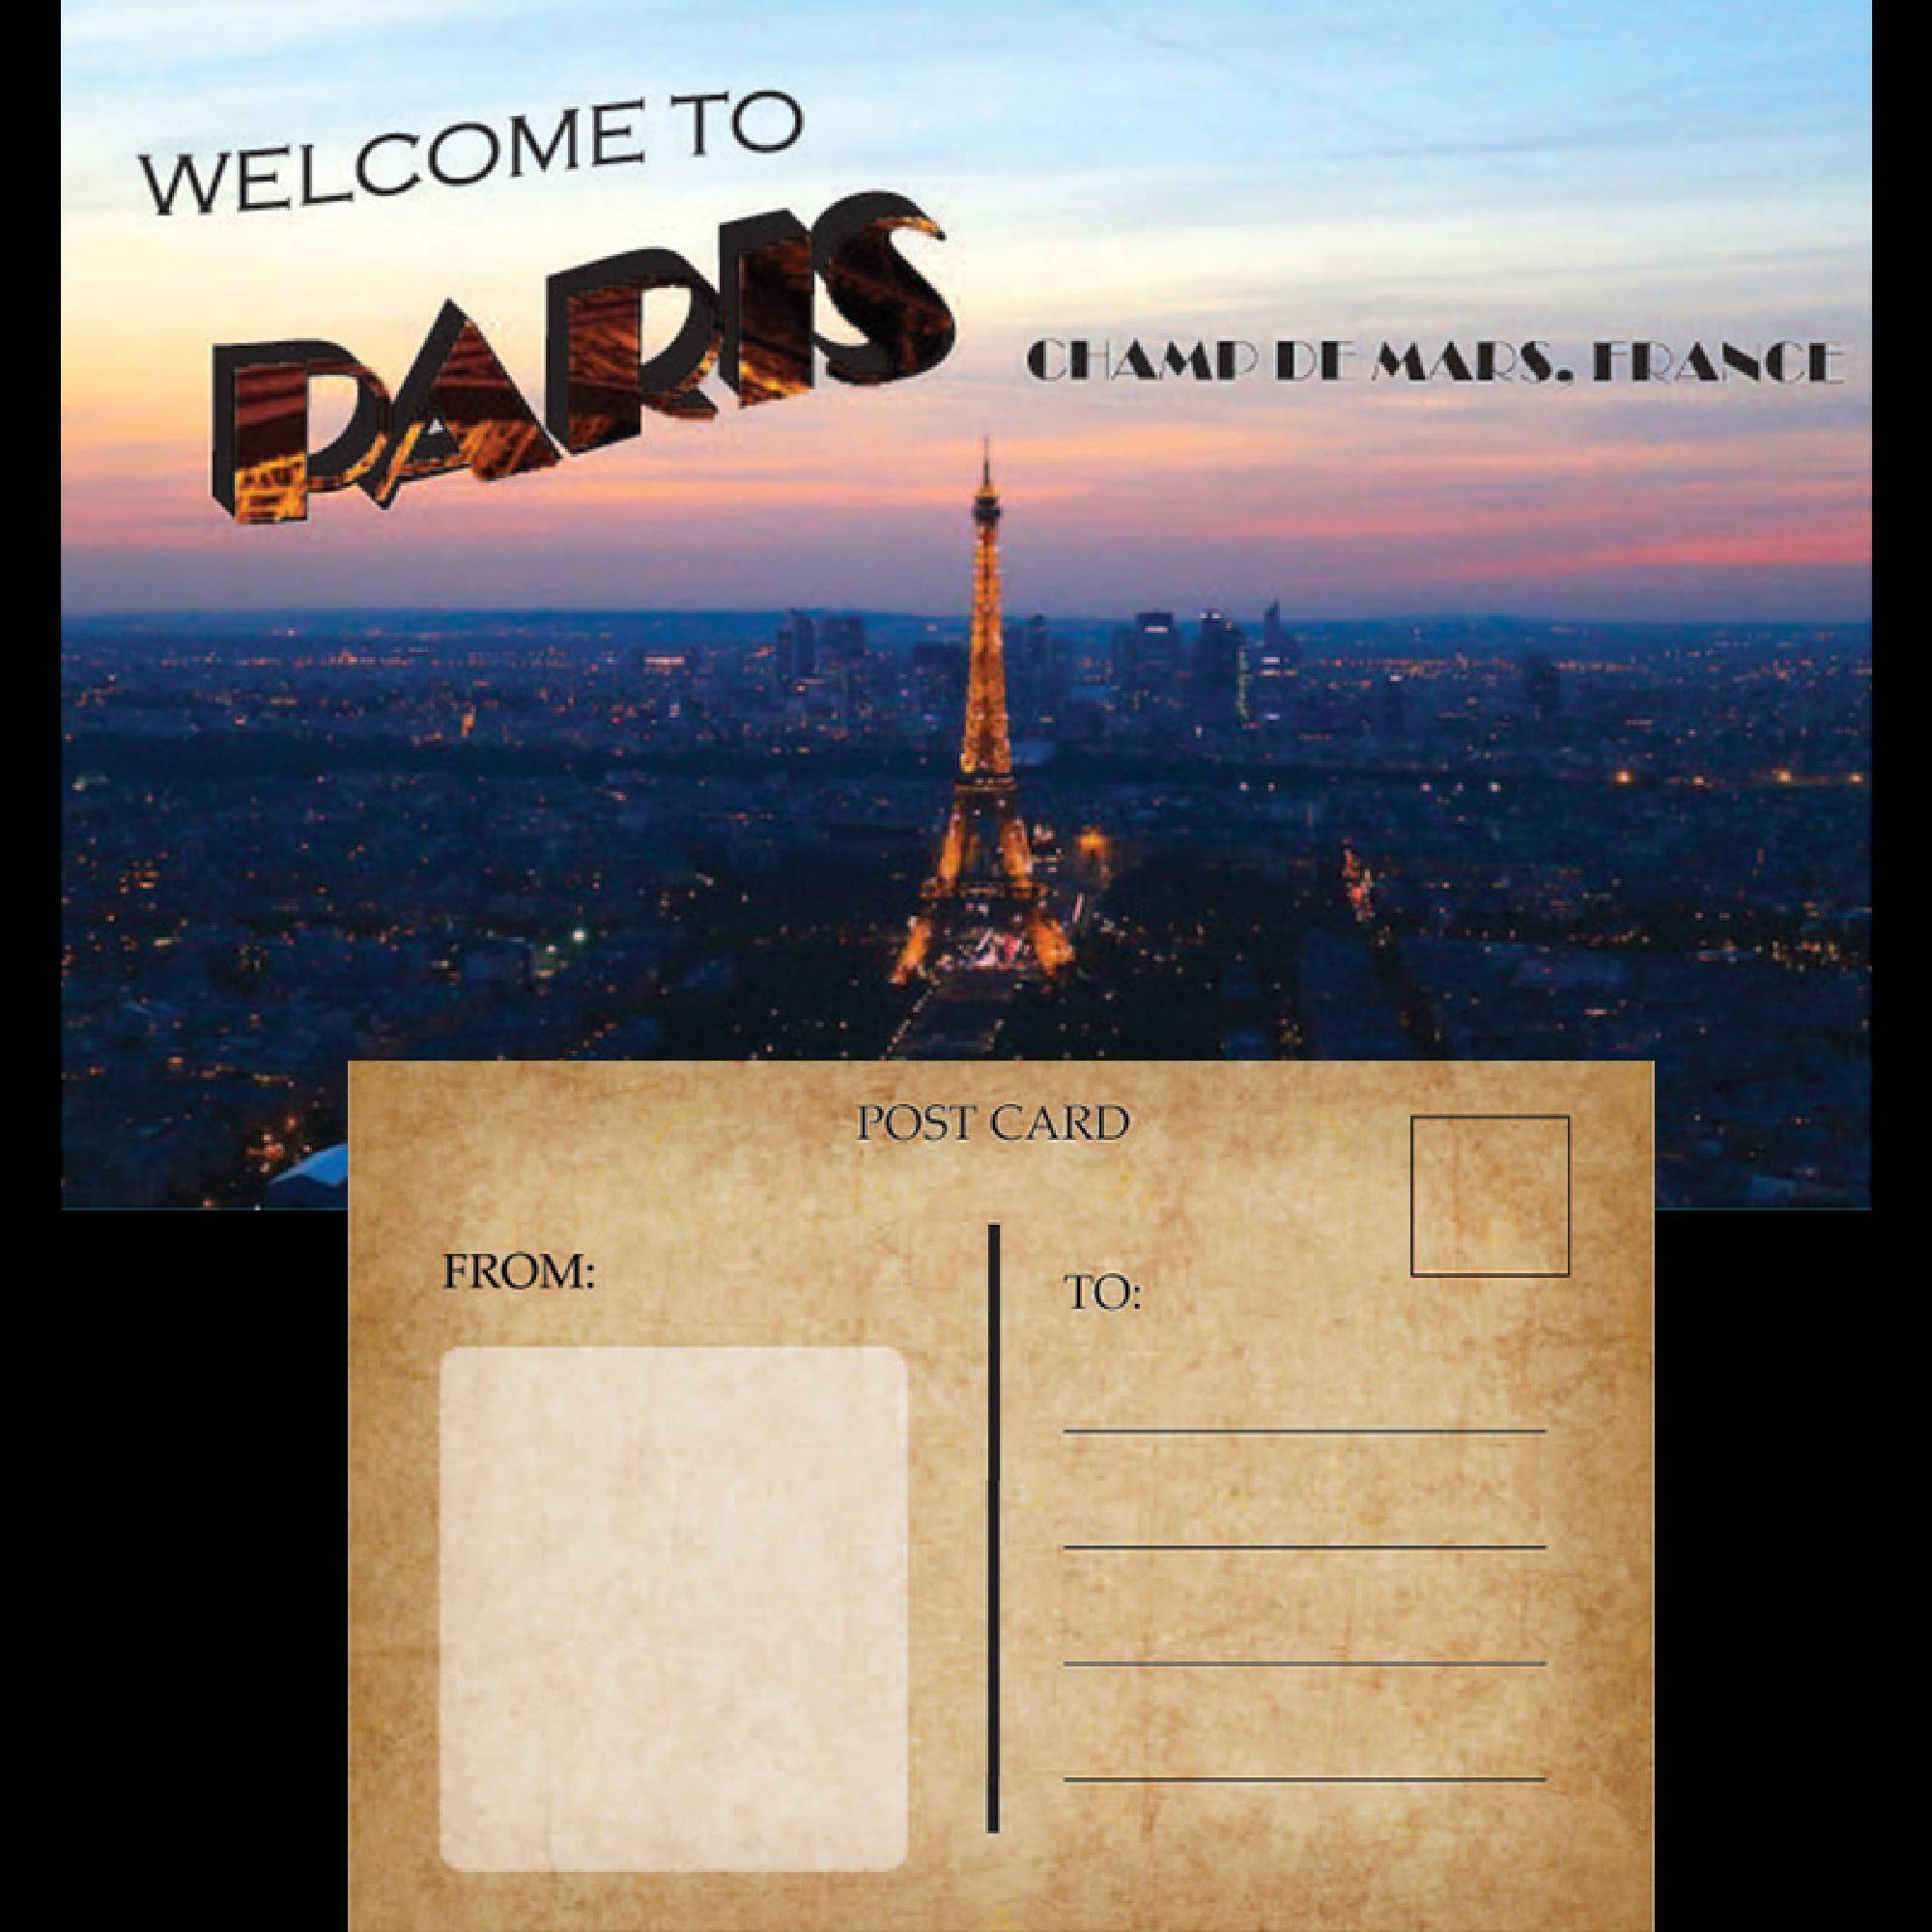 WELCOME TO
PARIS
CHAMP DE MARS, FRANCE
POST CARD
FROM:
TO: